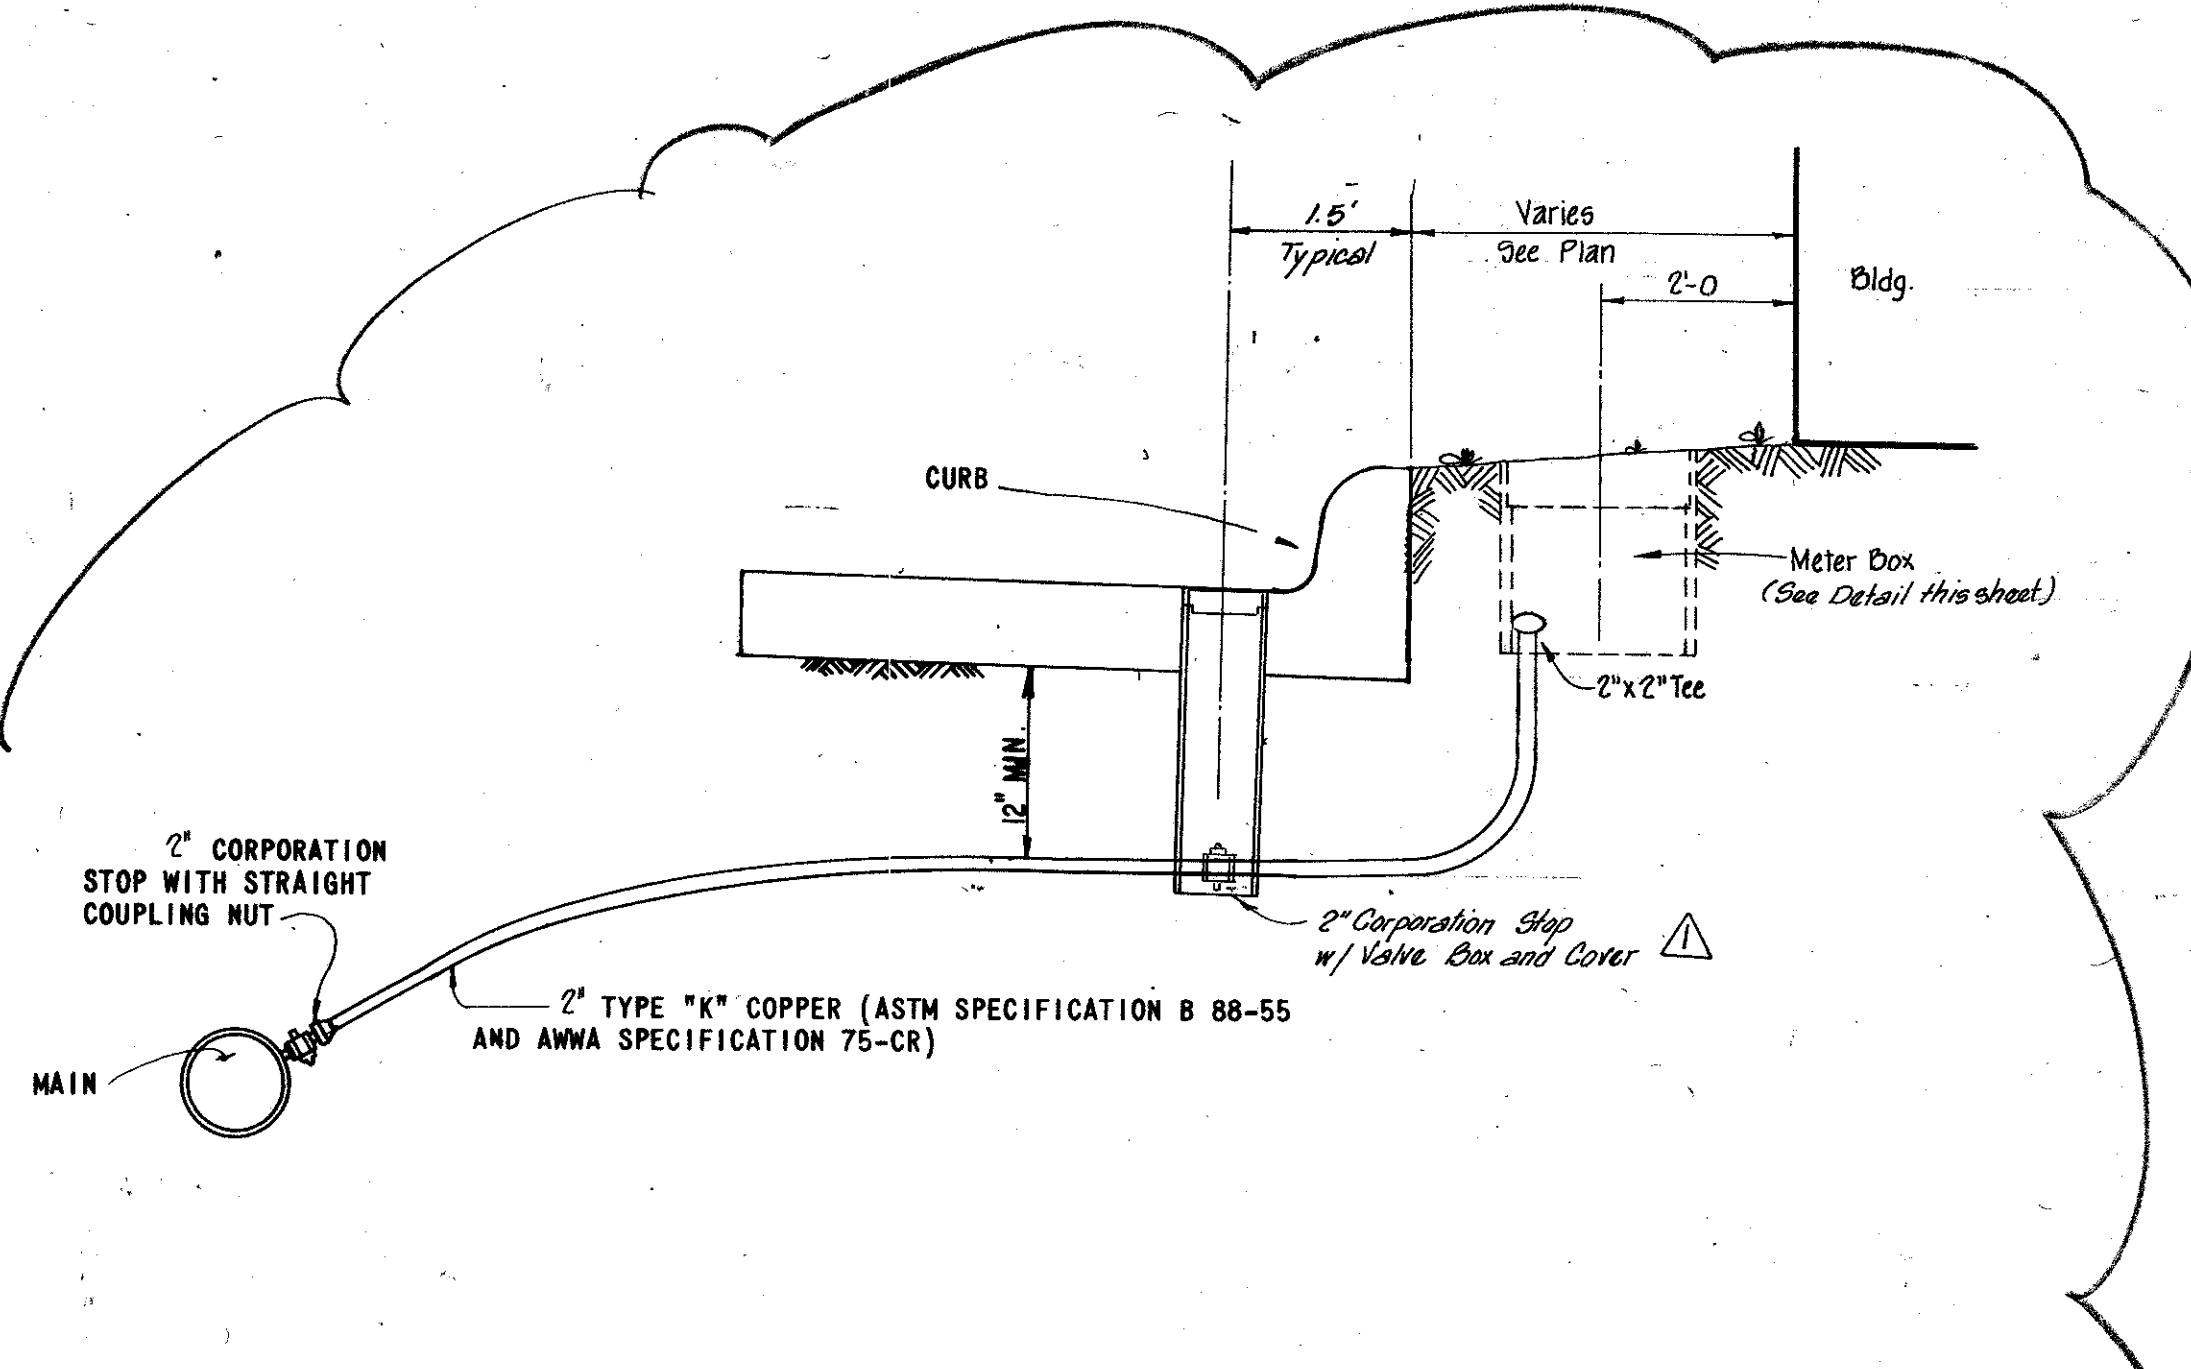 1.5'
Typical
Varies
See Plan
2'-0
Bldg.
CURB
Meter Box
(See Detail this sheet)
2"x2" Tee
12" MIN.
2" CORPORATION
STOP WITH STRAIGHT
COUPLING NUT
2" Corporation Stop
w/ Valve Box and Cover
1
2" TYPE "K" COPPER (ASTM SPECIFICATION B 88-55
AND AWWA SPECIFICATION 75-CR)
MAIN